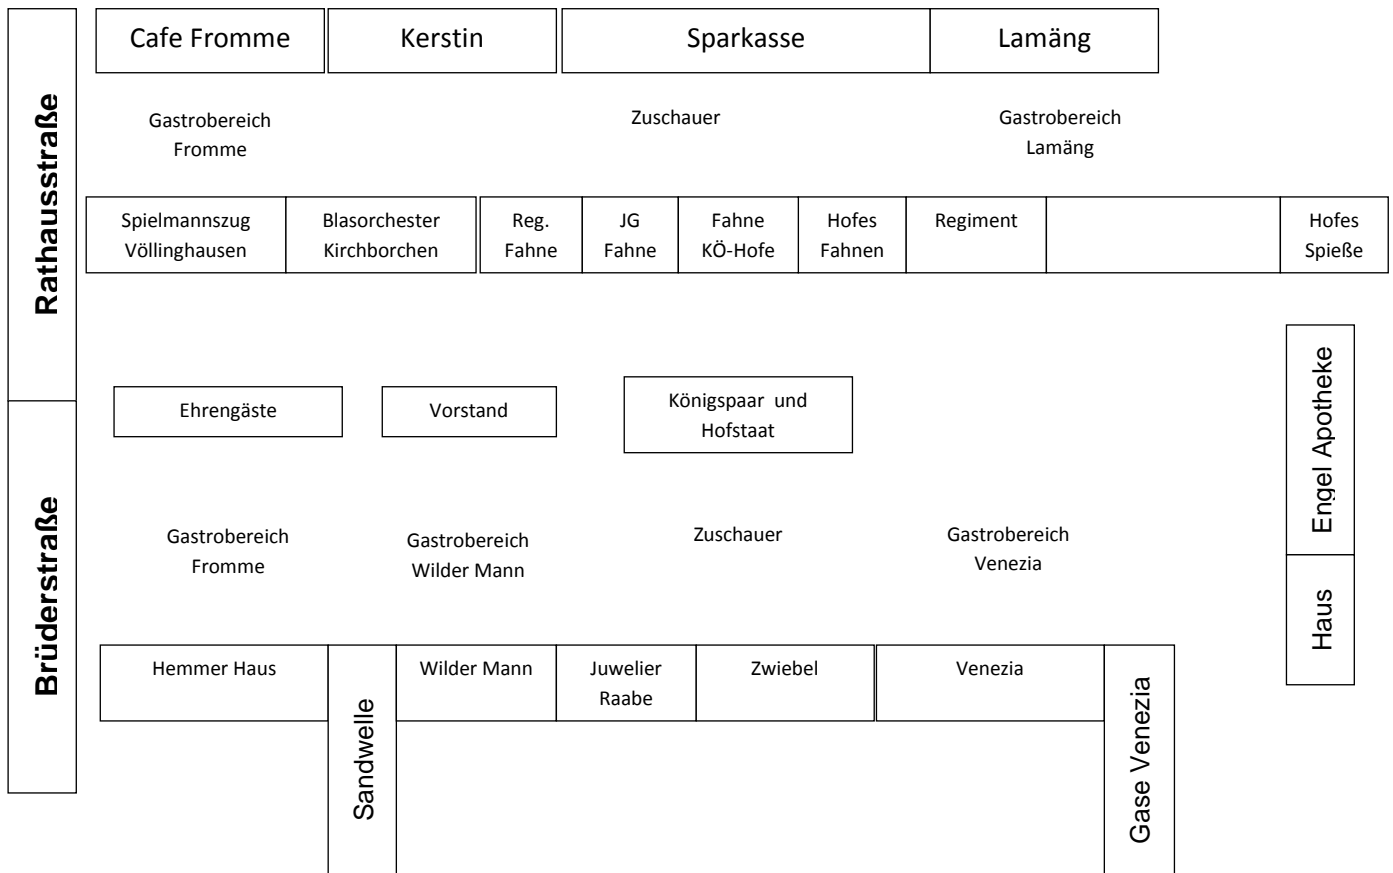 Cafe Fromme
Kerstin
Sparkasse
Lamäng
Rathausstraße
Gastrobereich
Fromme
Zuschauer
Gastrobereich
Lamäng
Spielmannszug
Völlinghausen
Blasorchester
Kirchborchen
Reg.
Fahne
JG
Fahne
Fahne
KÖ-Hofe
Hofes
Fahnen
Regiment
Hofes
Spieße
Ehrengäste
Vorstand
Königspaar und
Hofstaat
Engel Apotheke
Brüderstraße
Gastrobereich
Fromme
Gastrobereich
Wilder Mann
Zuschauer
Gastrobereich
Venezia
Haus
Hemmer Haus
Sandwelle
Wilder Mann
Juwelier
Raabe
Zwiebel
Venezia
Gase Venezia